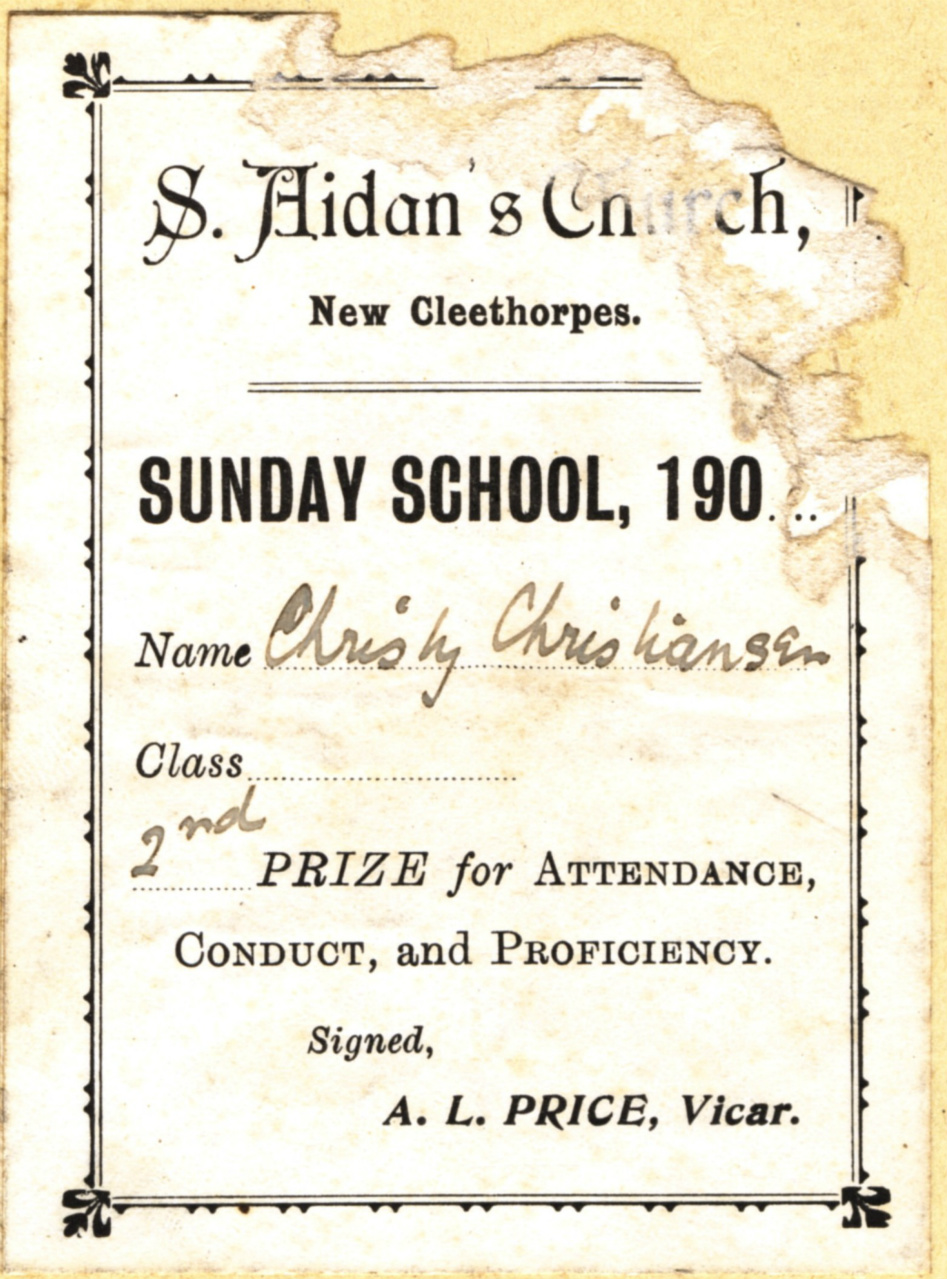 S. Aidan's Church,
New Cleethorpes.
SUNDAY SCHOOL, 190...
Name Christy Christiansen
Class
2nd PRIZE for ATTENDANCE,
CONDUCT, and PROFICIENCY.
Signed,
A. L. PRICE, Vicar.